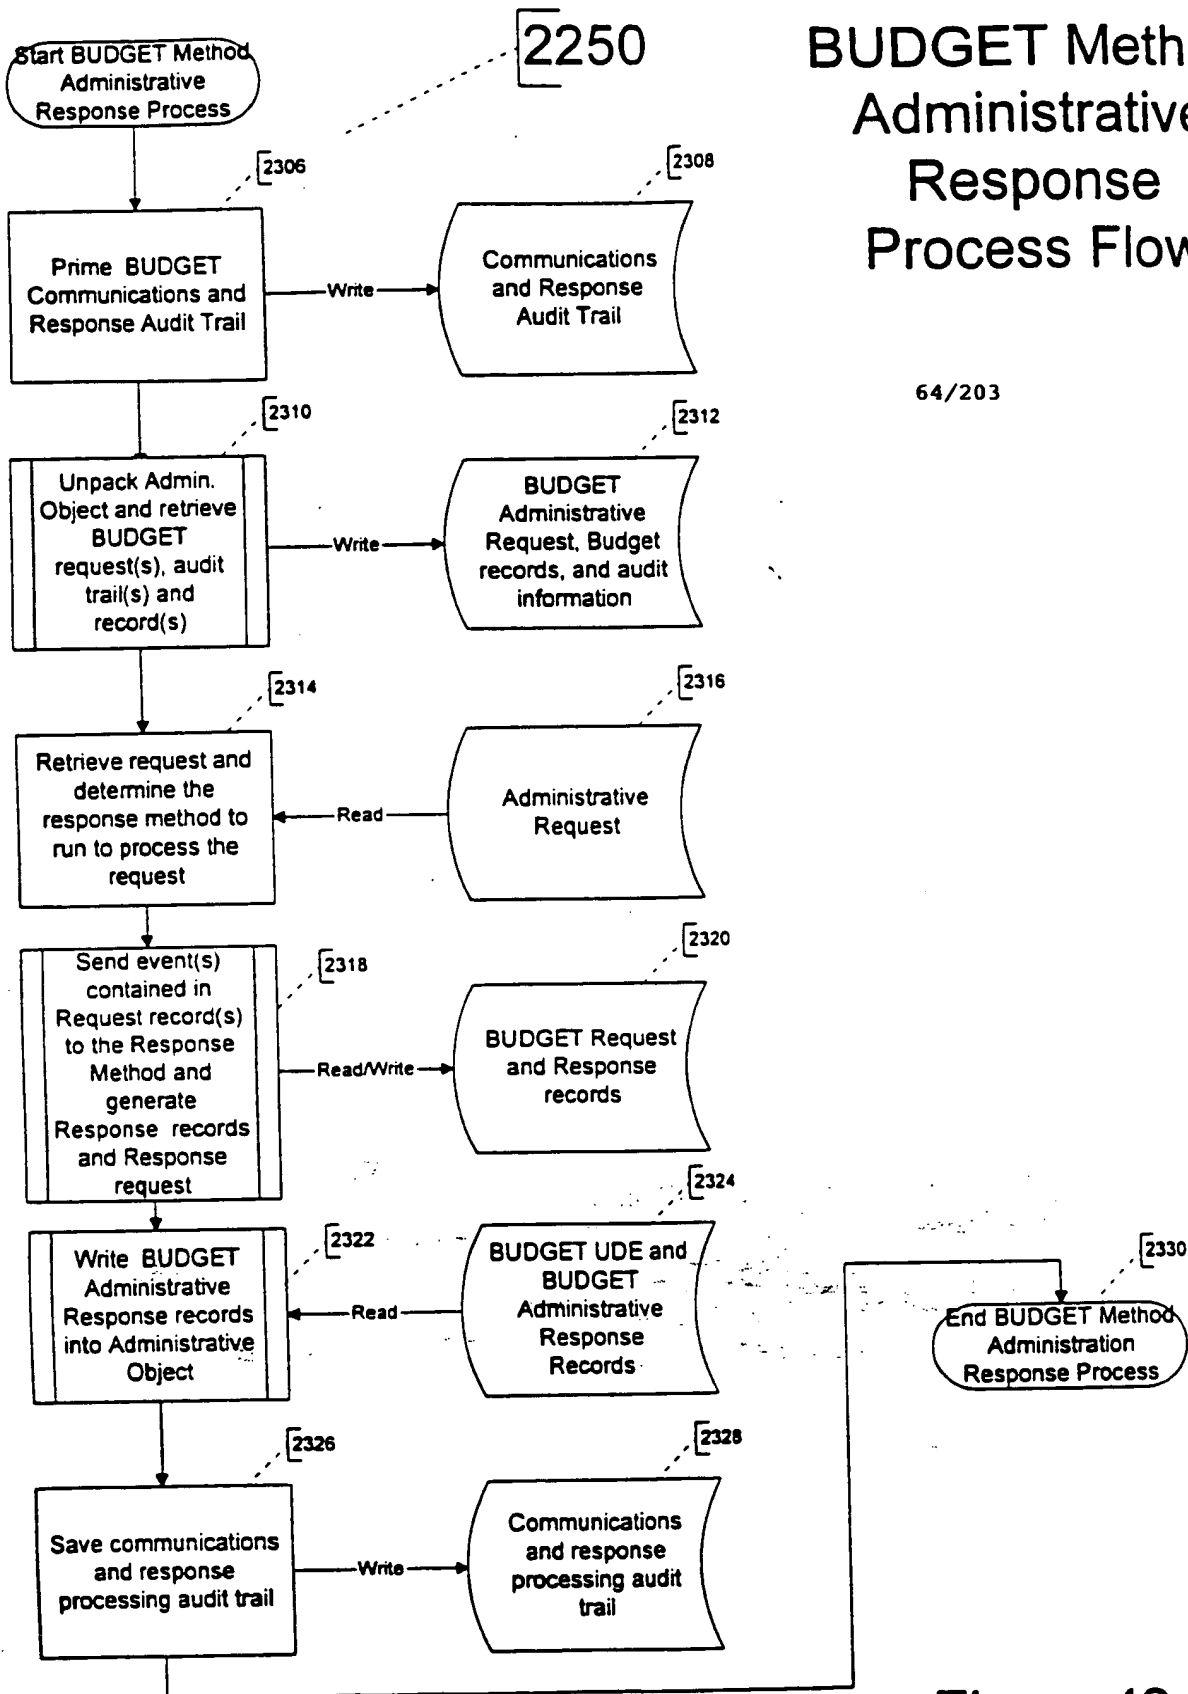 Start BUDGET Method
Administrative
Response Process
2250
BUDGET Meth
Administrative
Response
Process Flow
64/203
2306
Prime BUDGET
Communications and
Response Audit Trail
Write
2308
Communications
and Response
Audit Trail
2310
Unpack Admin.
Object and retrieve
BUDGET
request(s), audit
trail(s) and
record(s)
Write
2312
BUDGET
Administrative
Request, Budget
records, and audit
information
2314
Retrieve request and
determine the
response method to
run to process the
request
Read
2316
Administrative
Request
2318
Send event(s)
contained in
Request record(s)
to the Response
Method and
generate
Response records
and Response
request
Read/Write
2320
BUDGET Request
and Response
records
2322
Write BUDGET
Administrative
Response records
into Administrative
Object
Read
2324
BUDGET UDE and
BUDGET
Administrative
Response
Records
2326
Save communications
and response
processing audit trail
Write
2328
Communications
and response
processing audit
trail
2330
End BUDGET Method
Administration
Response Process